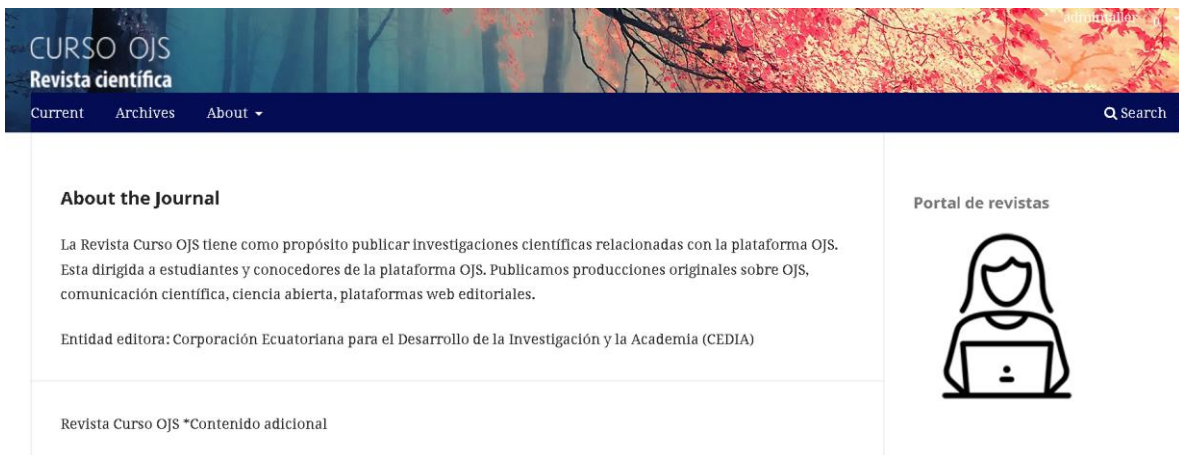 admintaller 0
CURSO OJS
Revista científica
Current Archives About
Search
About the Journal
La Revista Curso OJS tiene como propósito publicar investigaciones científicas relacionadas con la plataforma OJS.
Esta dirigida a estudiantes y conocedores de la plataforma OJS. Publicamos producciones originales sobre OJS,
comunicación científica, ciencia abierta, plataformas web editoriales.
Entidad editora: Corporación Ecuatoriana para el Desarrollo de la Investigación y la Academia (CEDIA)
Revista Curso OJS *Contenido adicional
Portal de revistas